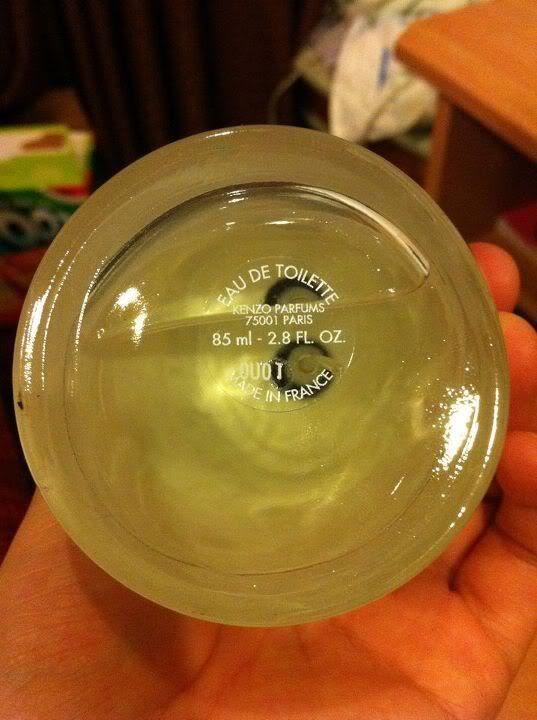 EAU DE TOILETTE
KENZO PARFUMS
75001 PARIS
85 ml - 2.8 FL. OZ.
MADE IN FRANCE